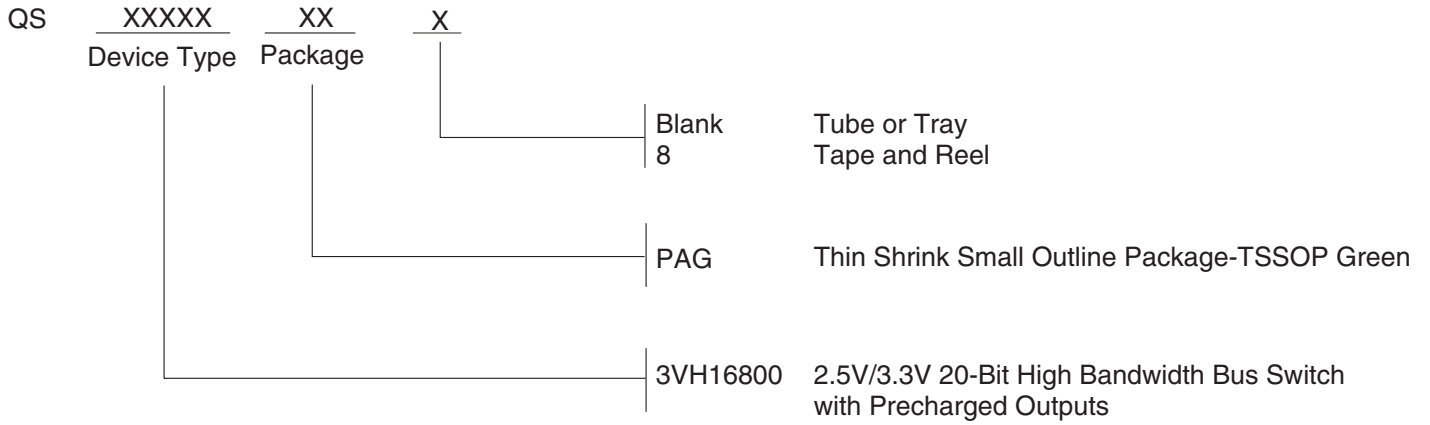 QS XXXXX XX X
Device Type Package
Blank Tube or Tray
8 Tape and Reel
PAG Thin Shrink Small Outline Package-TSSOP Green
3VH16800 2.5V/3.3V 20-Bit High Bandwidth Bus Switch
with Precharged Outputs